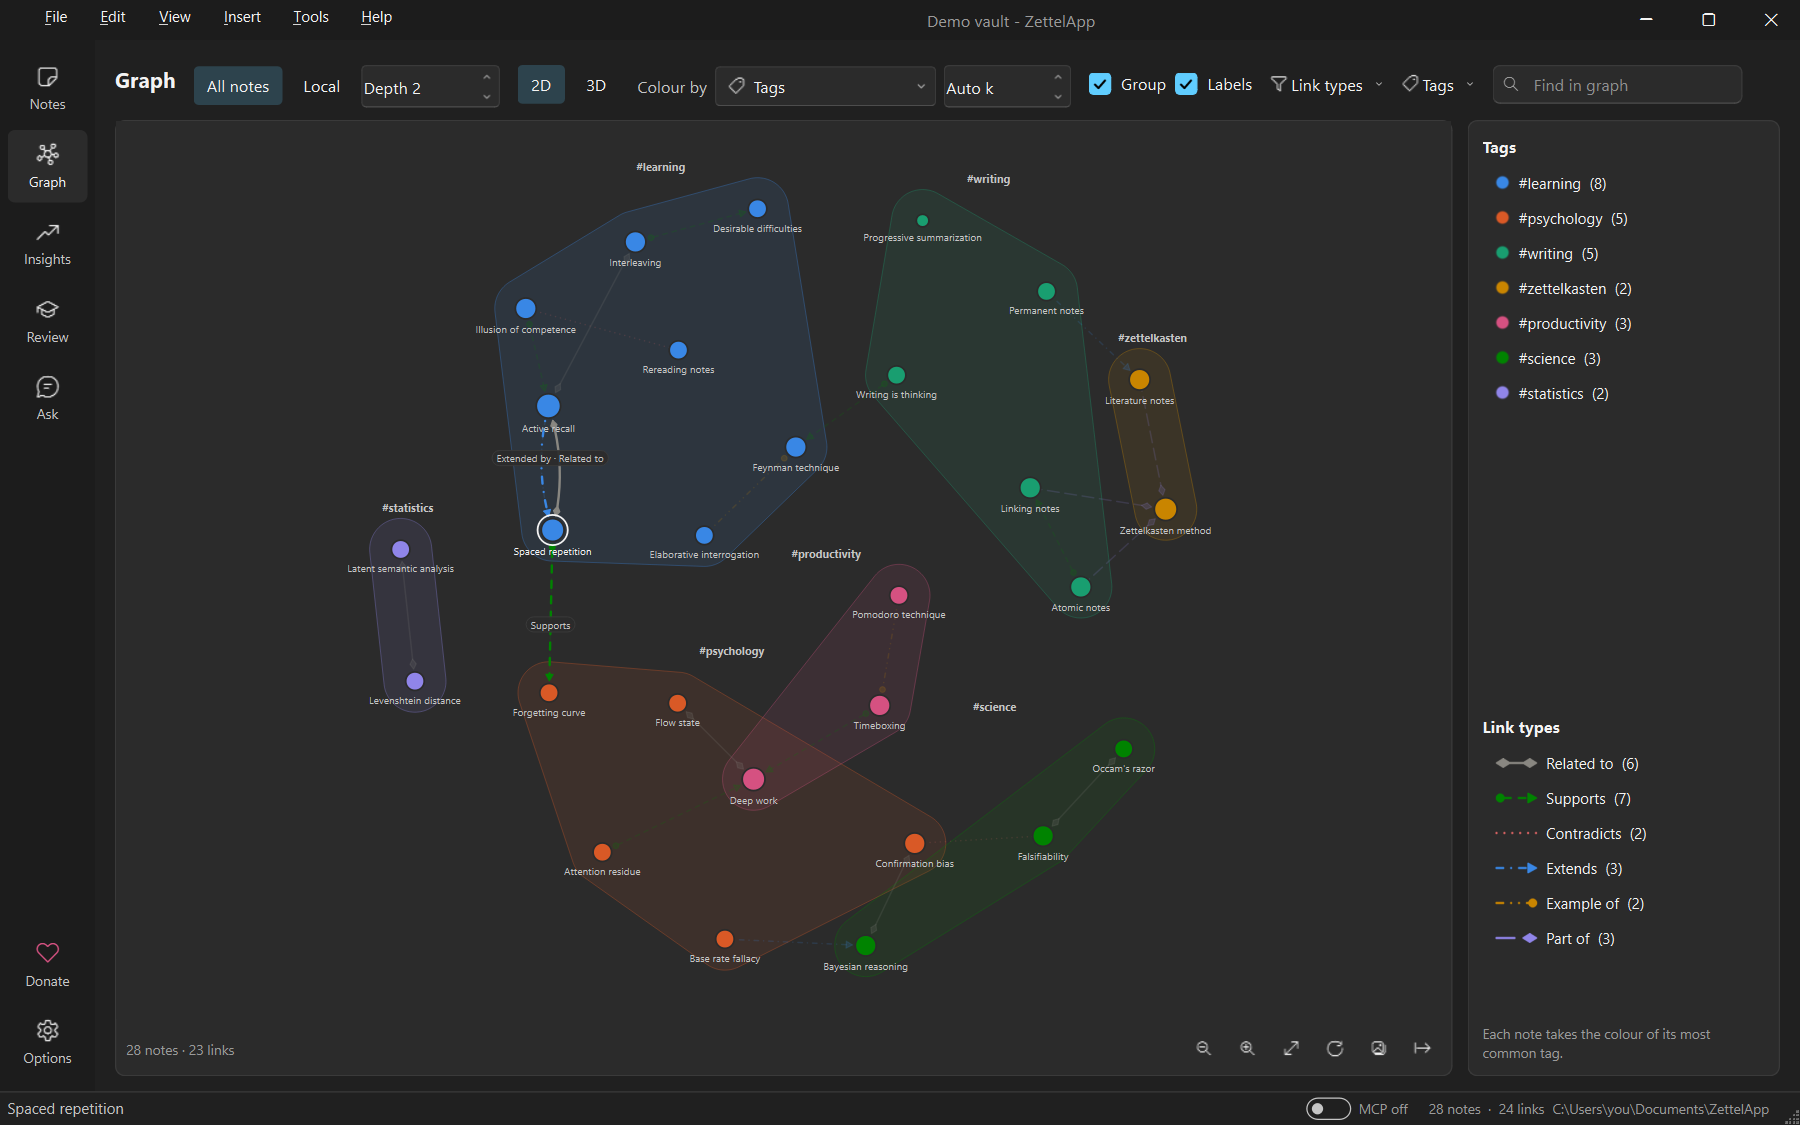 File Edit View Insert Tools Help
Demo vault - ZettelApp
Notes
Graph
Insights
Review
Ask
Donate
Options
Graph All notes Local Depth 2 2D 3D Colour by Tags Auto k Group Labels Link types Tags Find in graph
#learning
Desirable difficulties
Interleaving
Illusion of competence
Rereading notes
Active recall
Extended by · Related to
Feynman technique
Spaced repetition
Elaborative interrogation
#writing
Progressive summarization
Permanent notes
Writing is thinking
Linking notes
Atomic notes
#zettelkasten
Literature notes
Zettelkasten method
#statistics
Latent semantic analysis
Levenshtein distance
#productivity
Pomodoro technique
Timeboxing
Deep work
Supports
#psychology
Forgetting curve
Flow state
Attention residue
Confirmation bias
Base rate fallacy
#science
Occam's razor
Falsifiability
Bayesian reasoning
28 notes · 23 links
Tags
#learning (8)
#psychology (5)
#writing (5)
#zettelkasten (2)
#productivity (3)
#science (3)
#statistics (2)
Link types
Related to (6)
Supports (7)
Contradicts (2)
Extends (3)
Example of (2)
Part of (3)
Each note takes the colour of its most
common tag.
Spaced repetition
MCP off 28 notes · 24 links C:\Users\you\Documents\ZettelApp